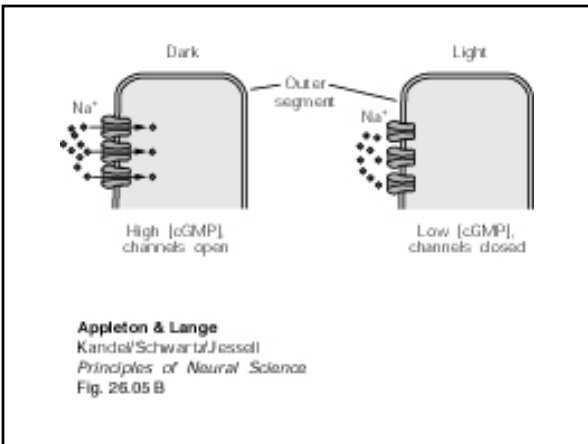 Dark
Light
Outer
segment
Na⁺
Na⁺
High [cGMP],
channels open
Low [cGMP],
channels closed
Appleton & Lange
Kandel/Schwartz/Jessell
Principles of Neural Science
Fig. 26.05 B